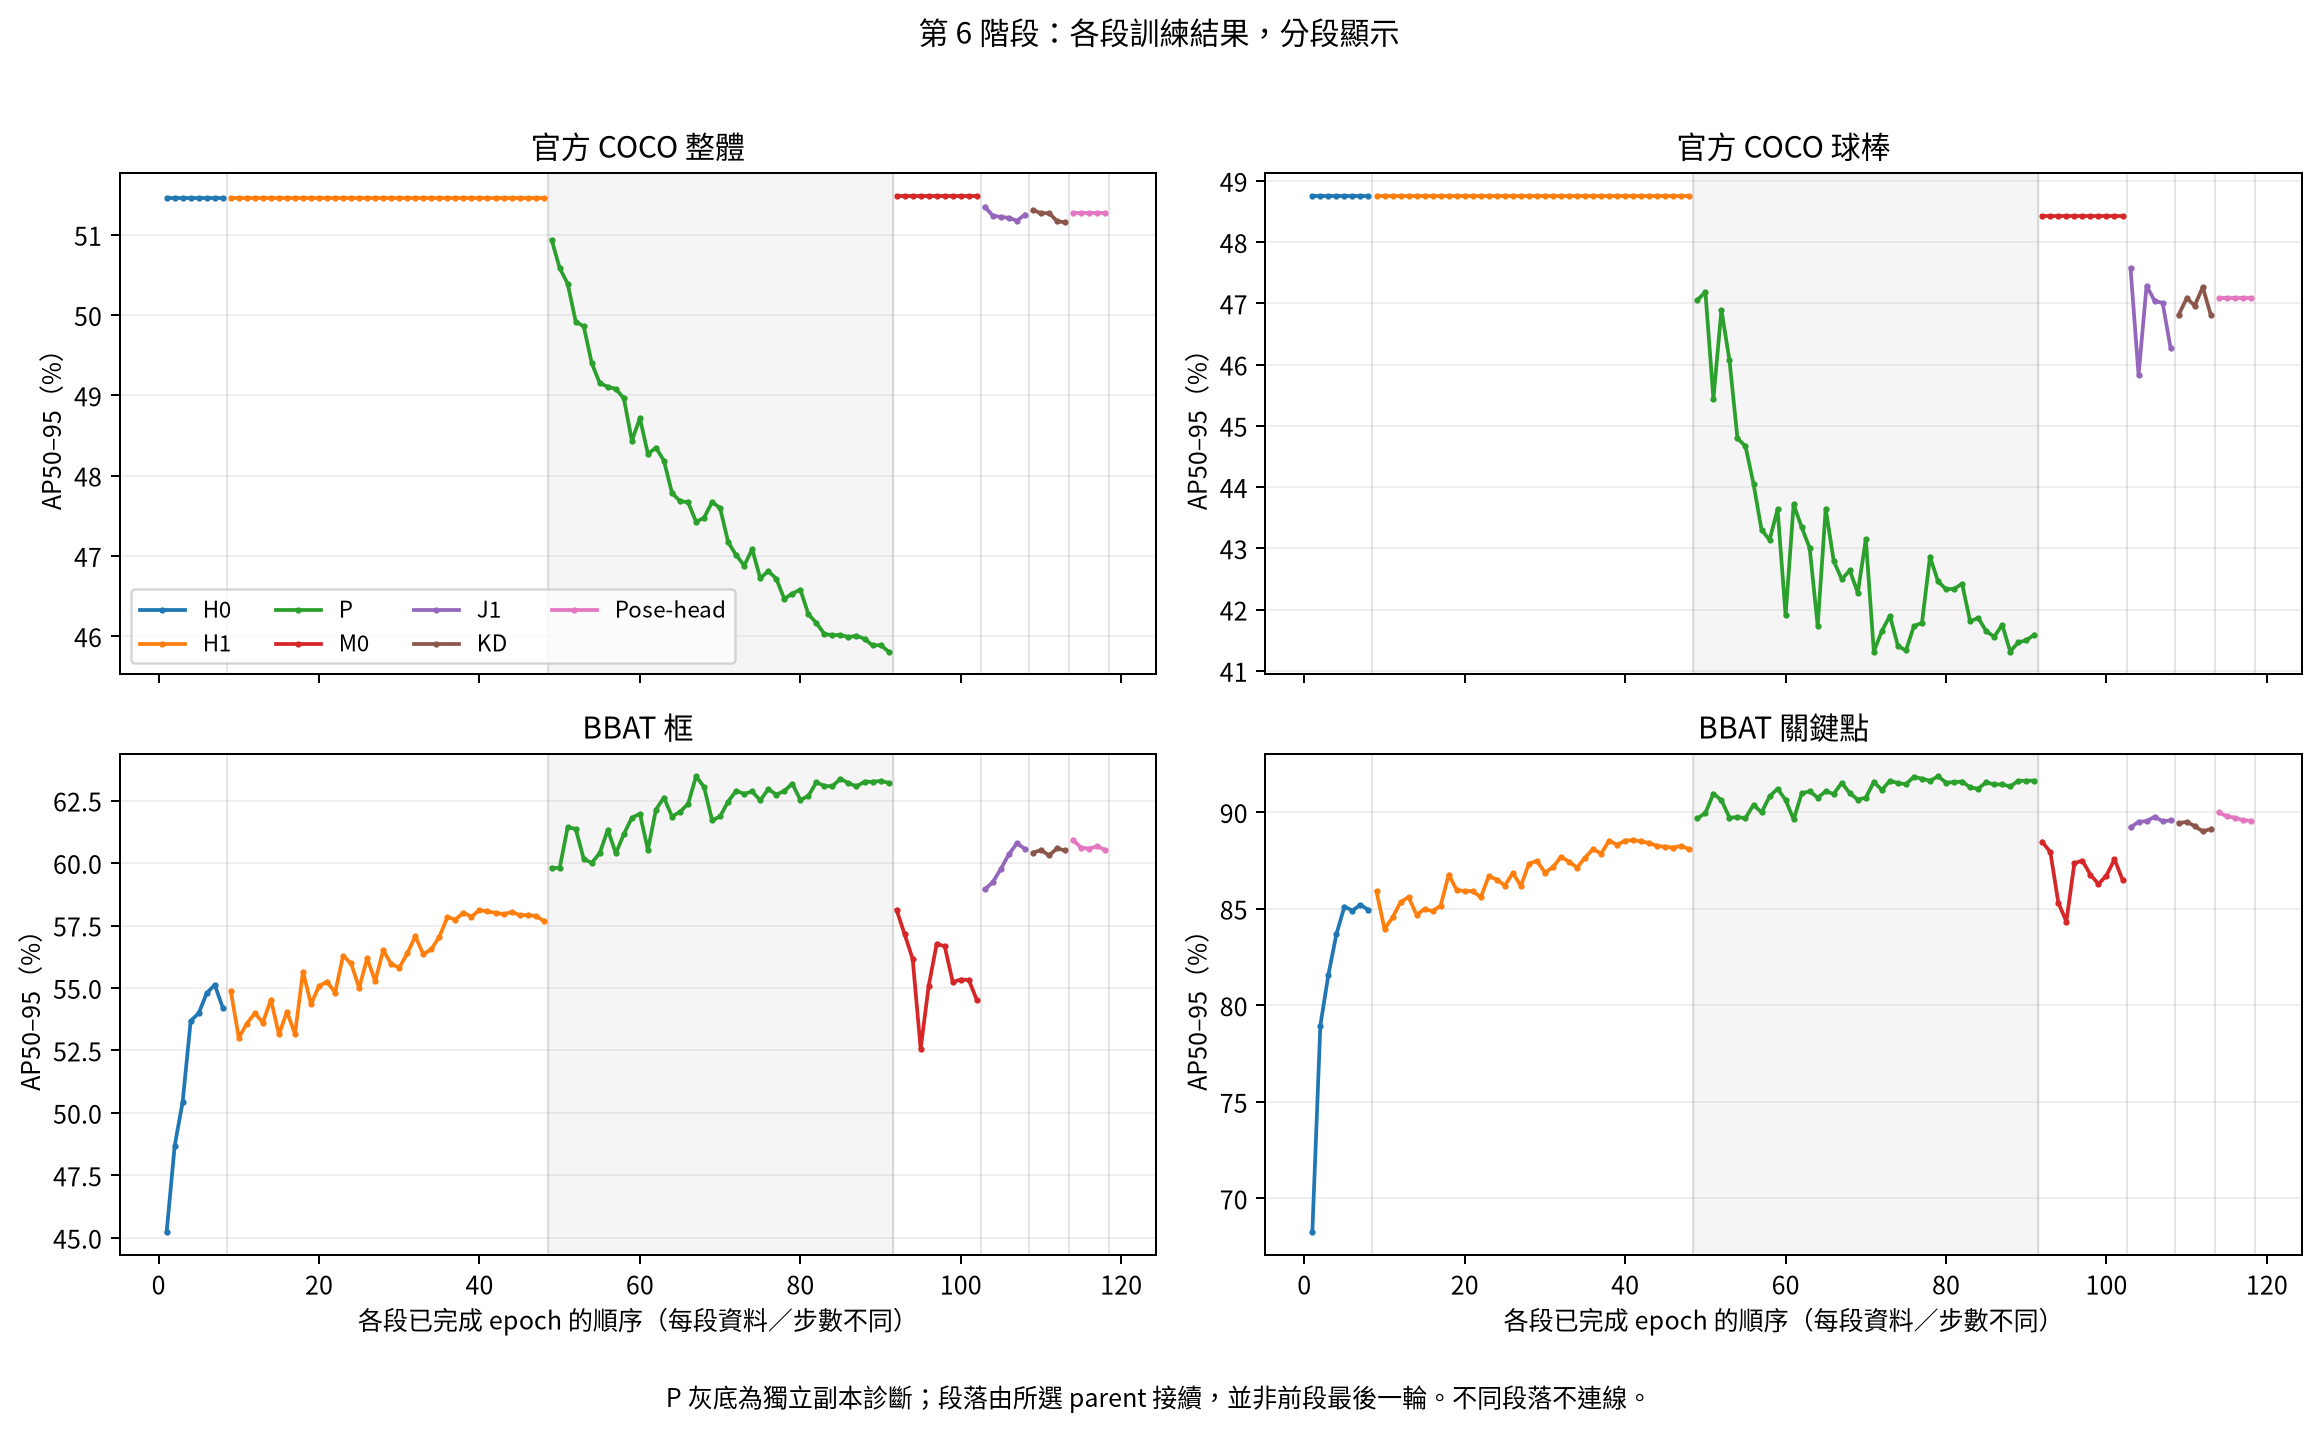 第 6 階段：各段訓練結果，分段顯示
官方 COCO 整體
AP50–95（%）
51
50
49
48
47
46
H0
H1
P
M0
J1
KD
Pose-head
官方 COCO 球棒
AP50–95（%）
49
48
47
46
45
44
43
42
41
BBAT 框
AP50–95（%）
62.5
60.0
57.5
55.0
52.5
50.0
47.5
45.0
0 20 40 60 80 100 120
各段已完成 epoch 的順序（每段資料／步數不同）
BBAT 關鍵點
AP50–95（%）
90
85
80
75
70
0 20 40 60 80 100 120
各段已完成 epoch 的順序（每段資料／步數不同）
P 灰底為獨立副本診斷；段落由所選 parent 接續，並非前段最後一輪。不同段落不連線。